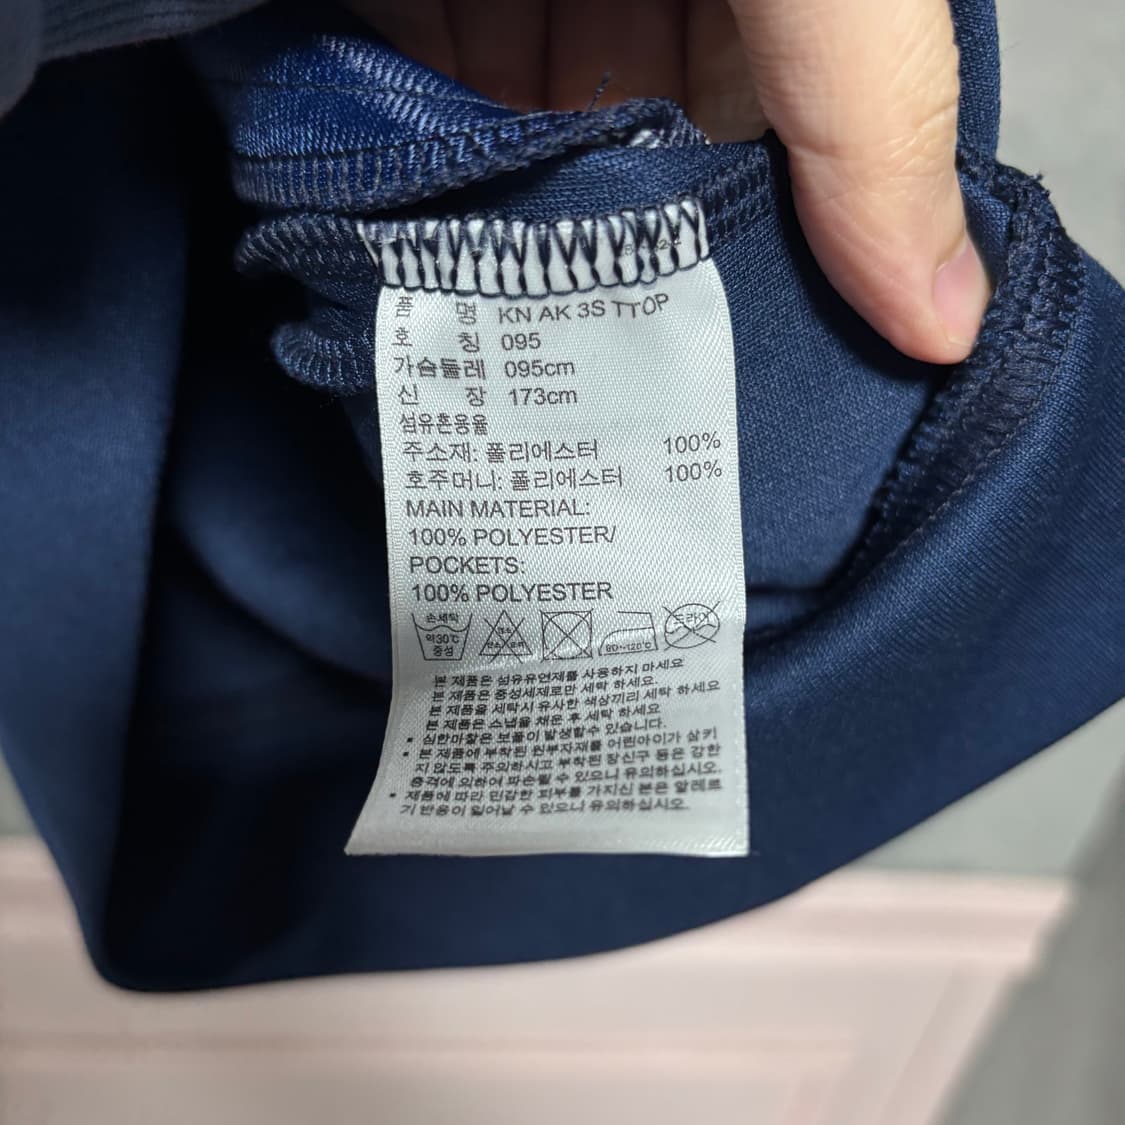 품 명 KN AK 3S TTOP
호 칭 095
가슴둘레 095cm
신 장 173cm
섬유혼용율
주소재: 폴리에스터 100%
호주머니: 폴리에스터 100%
MAIN MATERIAL:
100% POLYESTER/
POCKETS:
100% POLYESTER
손세탁
약30℃
중성
80~120℃
드라이
본 제품은 섬유유연제를 사용하지 마세요
본 제품은 중성세제로만 세탁 하세요.
본 제품을 세탁시 유사한 색상끼리 세탁 하세요
본 제품은 스냅을 채운 후 세탁 하세요
• 심한마찰은 보풀이 발생할수 있습니다.
• 본 제품에 부착된 원부자재를 어린아이가 삼키
지 않도록 주의하시고 부착된 장신구 등은 강한
충격에 의하여 파손될 수 있으니 유의하십시오.
• 제품에 따라 민감한 피부를 가지신 분은 알레르
기 반응이 일어날 수 있으니 유의하십시오.